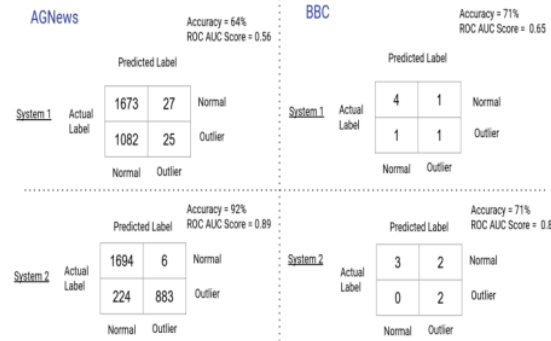 AGNews
Accuracy = 64%
ROC AUC Score = 0.56
Predicted Label
System 1
Actual
Label
1673 27 Normal
1082 25 Outlier
Normal Outlier
BBC
Accuracy = 71%
ROC AUC Score = 0.65
Predicted Label
System 1
Actual
Label
4 1 Normal
1 1 Outlier
Normal Outlier
Accuracy = 92%
ROC AUC Score = 0.89
Predicted Label
System 2
Actual
Label
1694 6 Normal
224 883 Outlier
Normal Outlier
Accuracy = 71%
ROC AUC Score = 0.8
Predicted Label
System 2
Actual
Label
3 2 Normal
0 2 Outlier
Normal Outlier